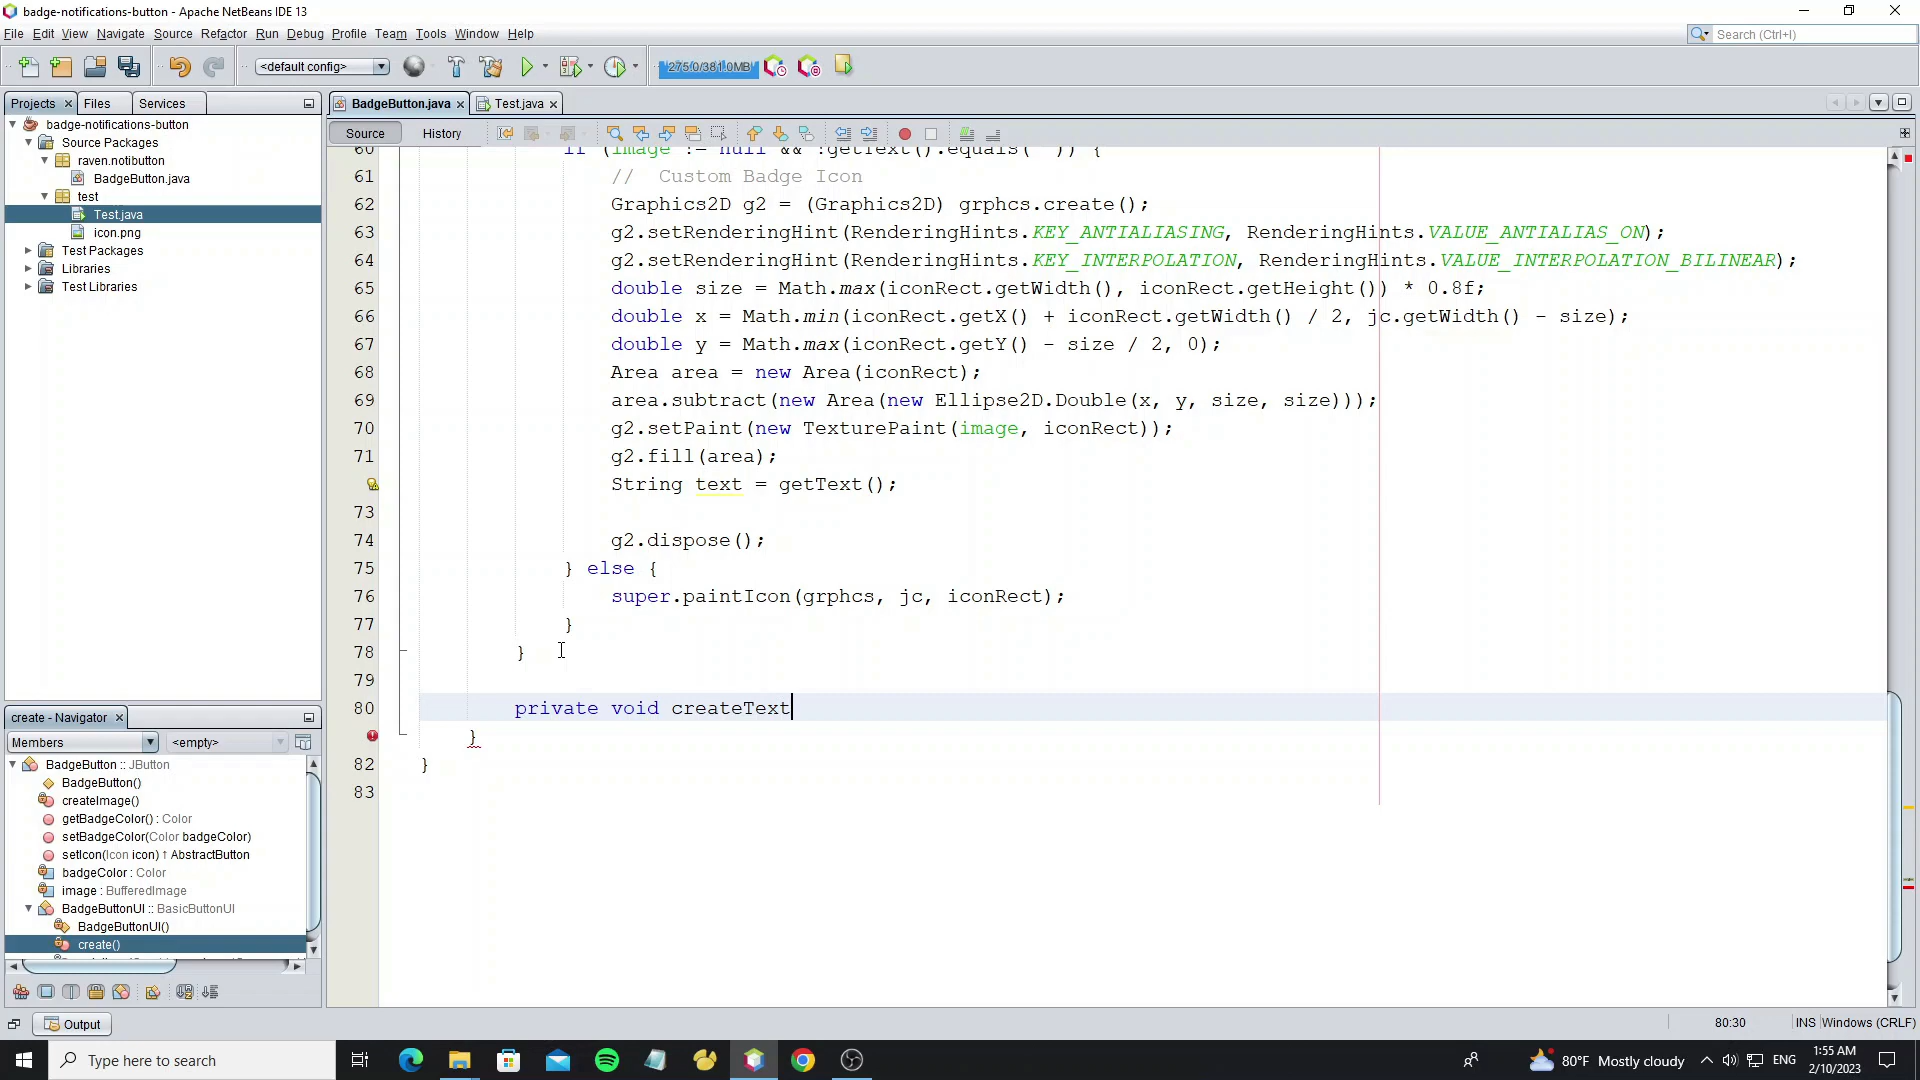 badge-notifications-button - Apache NetBeans IDE 13
File Edit View Navigate Source Refactor Run Debug Profile Team Tools Window Help
Search (Ctrl+I)
<default config>
275.0/381.0MB
Projects Files Services
BadgeButton.java Test.java
Source History
badge-notifications-button
Source Packages
raven.notibutton
BadgeButton.java
test
Test.java
icon.png
Test Packages
Libraries
Test Libraries
60 if (image != null && !getText().equals("")) {
61 // Custom Badge Icon
62 Graphics2D g2 = (Graphics2D) grphcs.create();
63 g2.setRenderingHint(RenderingHints.KEY_ANTIALIASING, RenderingHints.VALUE_ANTIALIAS_ON);
64 g2.setRenderingHint(RenderingHints.KEY_INTERPOLATION, RenderingHints.VALUE_INTERPOLATION_BILINEAR);
65 double size = Math.max(iconRect.getWidth(), iconRect.getHeight()) * 0.8f;
66 double x = Math.min(iconRect.getX() + iconRect.getWidth() / 2, jc.getWidth() - size);
67 double y = Math.max(iconRect.getY() - size / 2, 0);
68 Area area = new Area(iconRect);
69 area.subtract(new Area(new Ellipse2D.Double(x, y, size, size)));
70 g2.setPaint(new TexturePaint(image, iconRect));
71 g2.fill(area);
String text = getText();
73
74 g2.dispose();
75 } else {
76 super.paintIcon(grphcs, jc, iconRect);
77 }
78 }
79
80 private void createText
}
82 }
83
create - Navigator
Members <empty>
BadgeButton :: JButton
BadgeButton()
createImage()
getBadgeColor() : Color
setBadgeColor(Color badgeColor)
setIcon(Icon icon) ↑ AbstractButton
badgeColor : Color
image : BufferedImage
BadgeButtonUI :: BasicButtonUI
BadgeButtonUI()
create()
Output
80:30 INS Windows (CRLF)
Type here to search
80°F Mostly cloudy
ENG
1:55 AM
2/10/2023